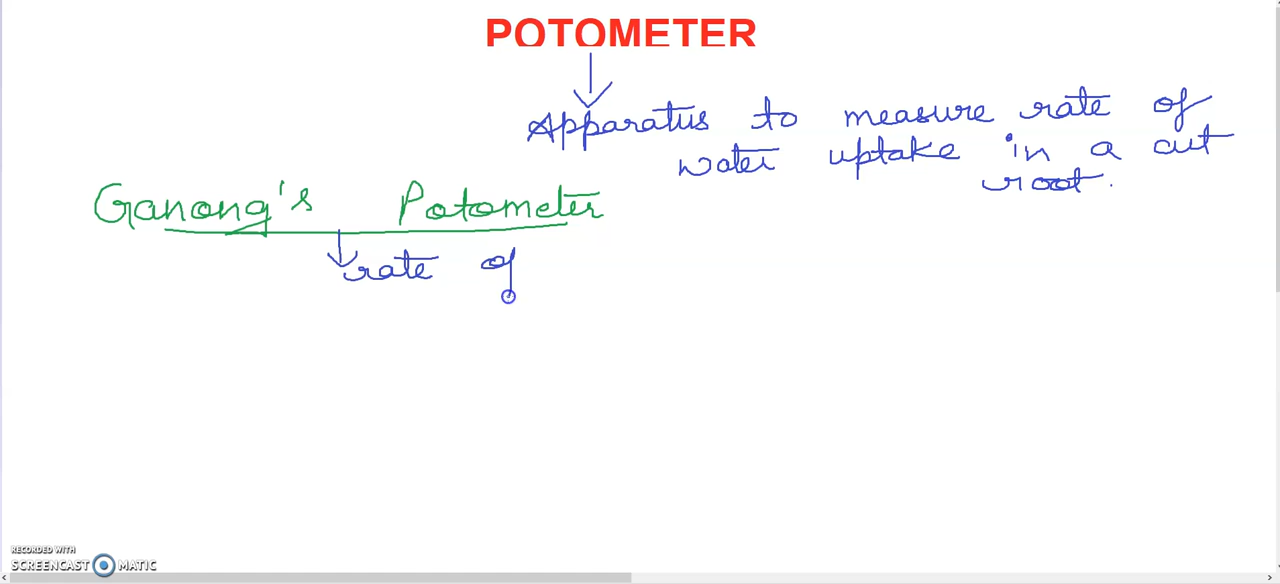 POTOMETER
Apparatus to measure rate of
water uptake in a cut
root.
Ganong's Potometer
rate of
RECORDED WITH
SCREENCAST MATIC